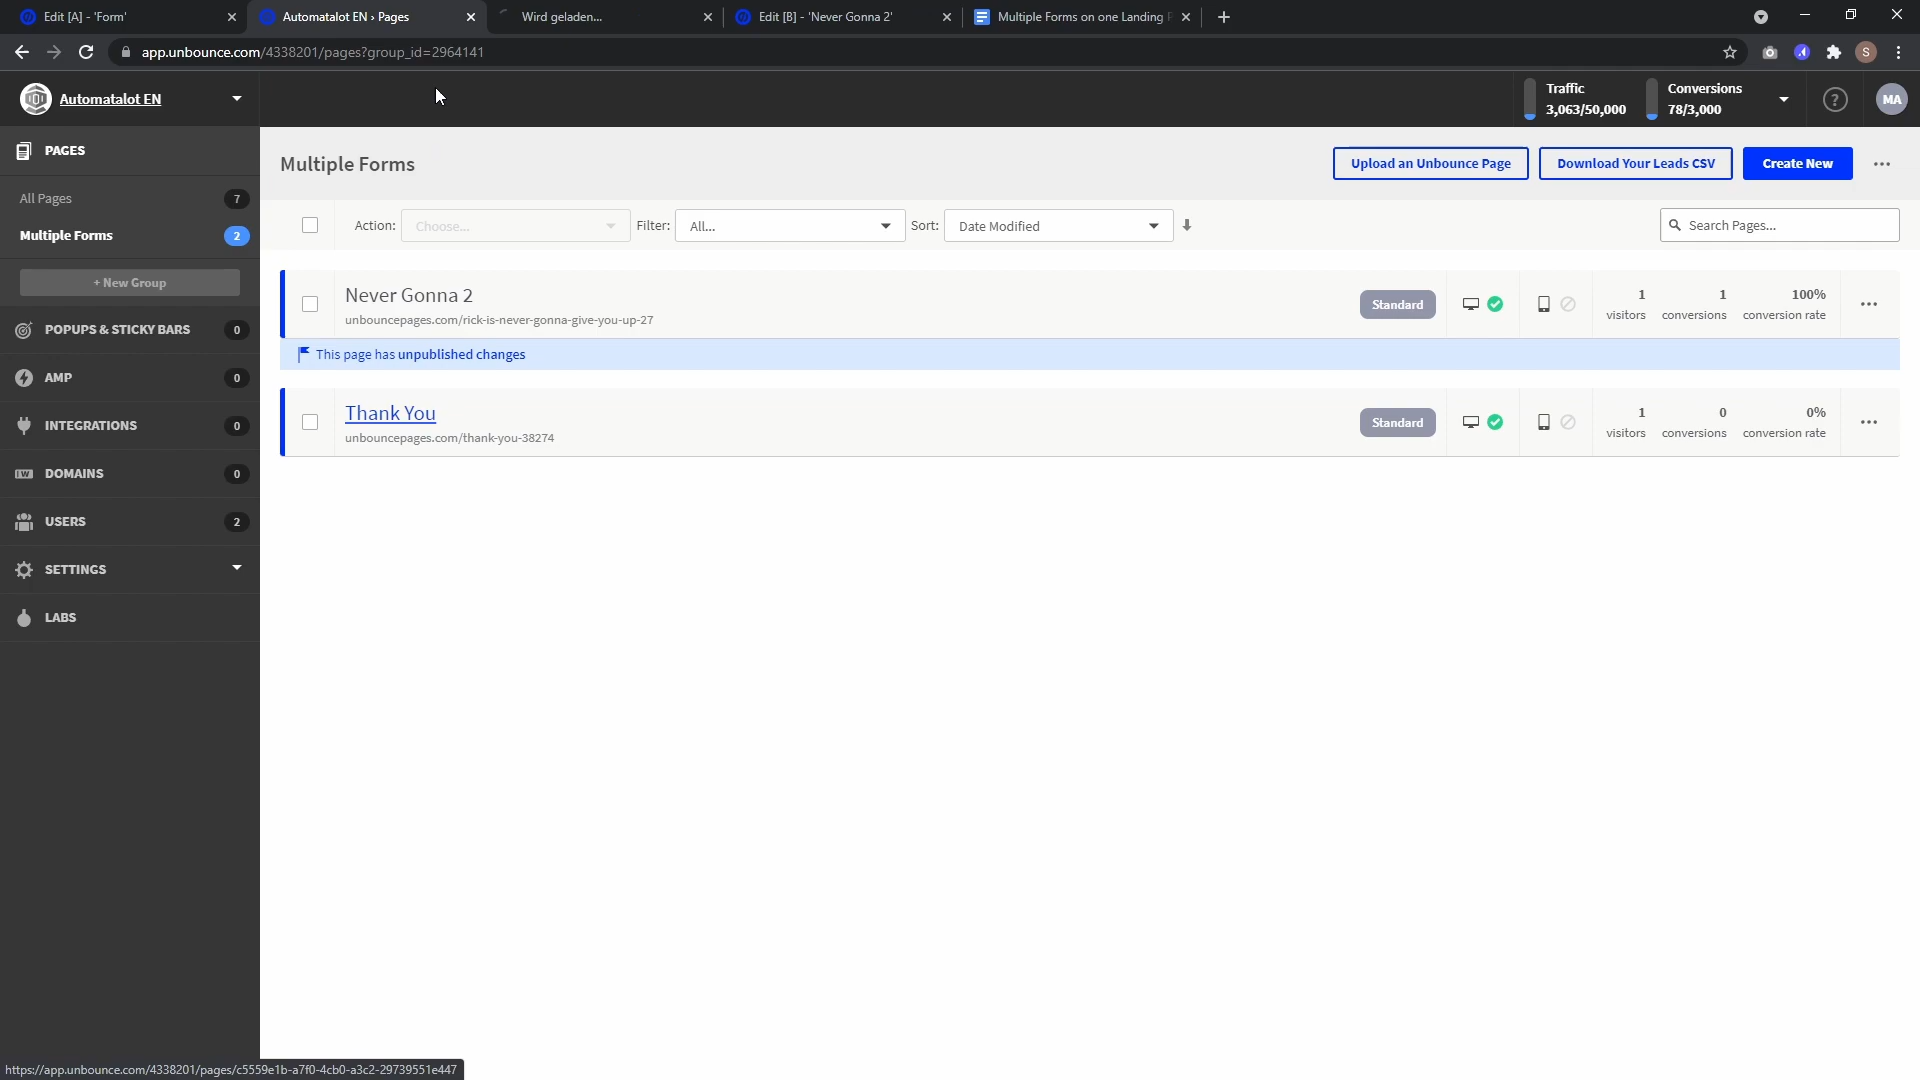 Edit [A] - 'Form'
Automatalot EN › Pages
Wird geladen...
Edit [B] - 'Never Gonna 2'
Multiple Forms on one Landing P
app.unbounce.com/4338201/pages?group_id=2964141
S
Automatalot EN
Traffic
3,063/50,000
Conversions
78/3,000
?
MA
PAGES
All Pages
7
Multiple Forms
2
+ New Group
POPUPS & STICKY BARS
0
AMP
0
INTEGRATIONS
0
DOMAINS
0
USERS
2
SETTINGS
LABS
Multiple Forms
Upload an Unbounce Page
Download Your Leads CSV
Create New
Action:
Choose...
Filter:
All...
Sort:
Date Modified
Search Pages...
Never Gonna 2
unbouncepages.com/rick-is-never-gonna-give-you-up-27
Standard
1
visitors
1
conversions
100%
conversion rate
This page has unpublished changes
Thank You
unbouncepages.com/thank-you-38274
Standard
1
visitors
0
conversions
0%
conversion rate
https://app.unbounce.com/4338201/pages/c5559e1b-a7f0-4cb0-a3c2-29739551e447